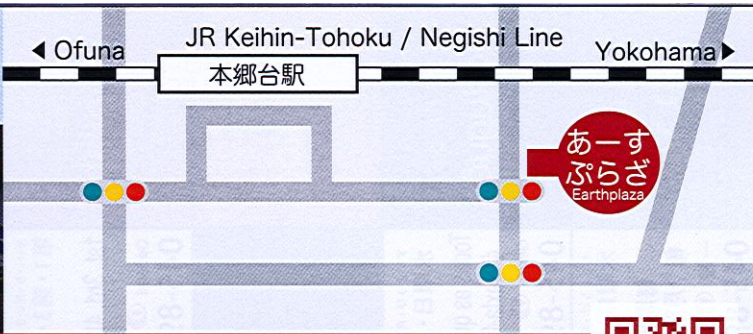 JR Keihin-Tohoku / Negishi Line
◀ Ofuna
Yokohama ▶
本郷台駅
あーす
ぷらざ
Earthplaza